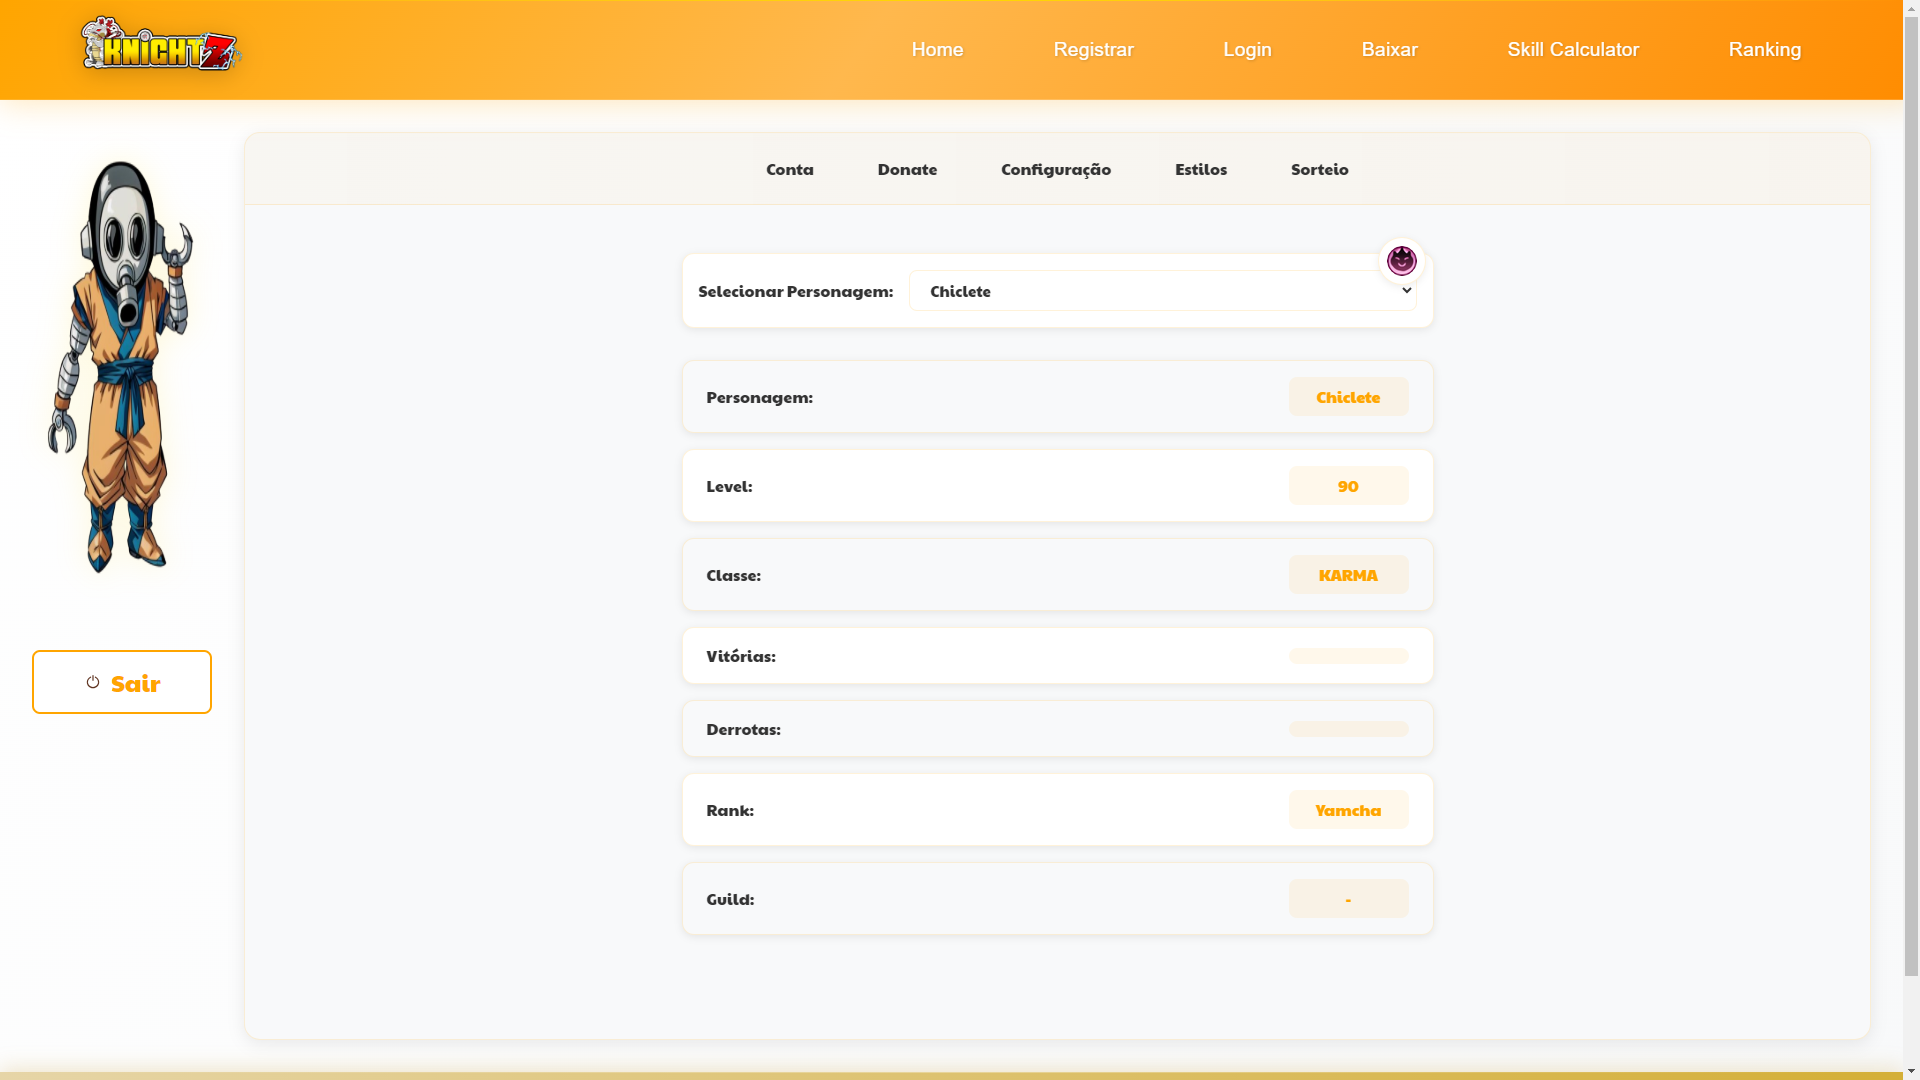 KNIGHT Z
Home Registrar Login Baixar Skill Calculator Ranking
Conta Donate Configuração Estilos Sorteio
Selecionar Personagem: Chiclete
Personagem: Chiclete
Level: 90
Classe: KARMA
Sair
Vitórias:
Derrotas:
Rank: Yamcha
Guild: -